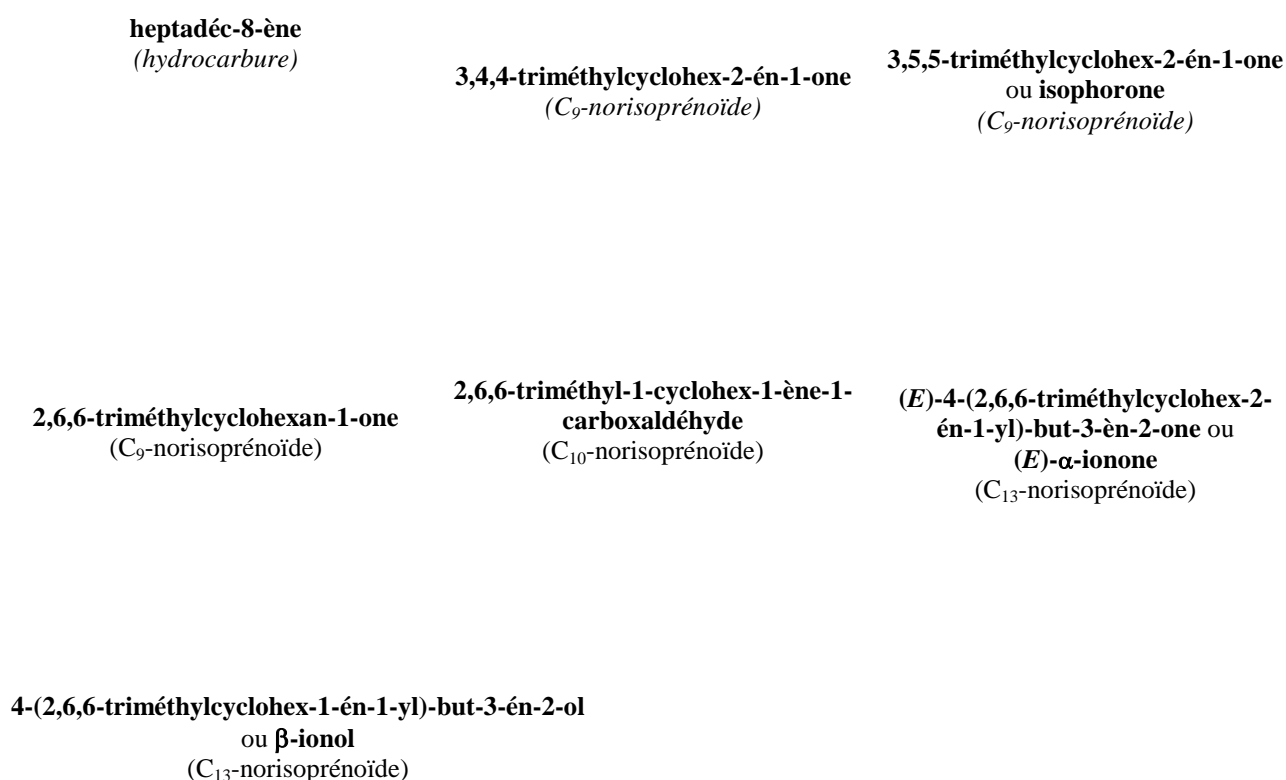 heptadéc-8-ène
(hydrocarbure)
3,4,4-triméthylcyclohex-2-én-1-one
(C₉-norisoprénoïde)
3,5,5-triméthylcyclohex-2-én-1-one
ou isophorone
(C₉-norisoprénoïde)
2,6,6-triméthylcyclohexan-1-one
(C₉-norisoprénoïde)
2,6,6-triméthyl-1-cyclohex-1-ène-1-
carboxaldéhyde
(C₁₀-norisoprénoïde)
(E)-4-(2,6,6-triméthylcyclohex-2-
én-1-yl)-but-3-èn-2-one ou
(E)-α-ionone
(C₁₃-norisoprénoïde)
4-(2,6,6-triméthylcyclohex-1-én-1-yl)-but-3-én-2-ol
ou β-ionol
(C₁₃-norisoprénoïde)